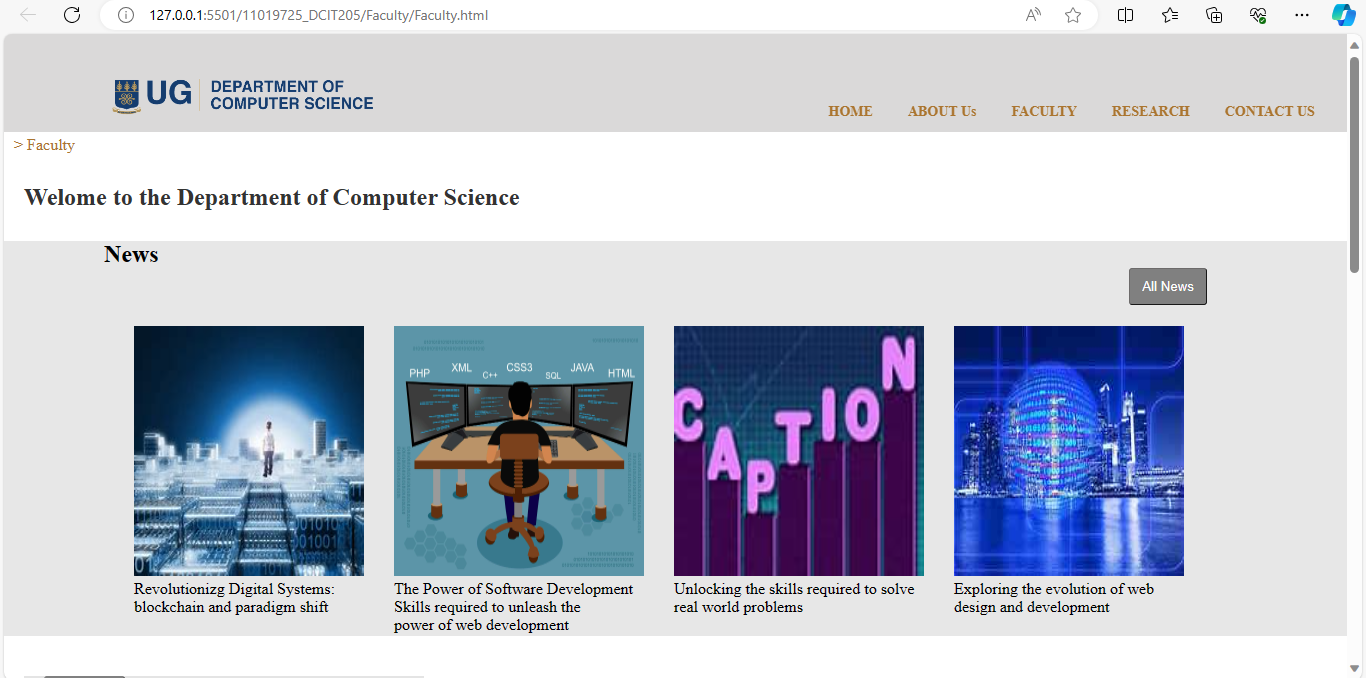 127.0.0.1:5501/11019725_DCIT205/Faculty/Faculty.html
UG
DEPARTMENT OF
COMPUTER SCIENCE
HOME ABOUT Us FACULTY RESEARCH CONTACT US
> Faculty
Welome to the Department of Computer Science
News
All News
PHP XML C++ CSS3 SQL JAVA HTML
CAPTION
Revolutionizg Digital Systems:
blockchain and paradigm shift
The Power of Software Development
Skills required to unleash the
power of web development
Unlocking the skills required to solve
real world problems
Exploring the evolution of web
design and development